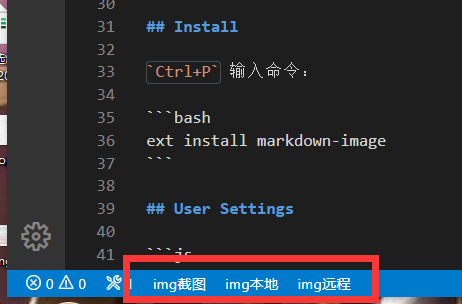 30
31 ## Install
32
33 `Ctrl+P` 输入命令：
34
35 ```bash
36 ext install markdown-image
37 ```
38
39 ## User Settings
40
41 ```js
0 0 img截图 img本地 img远程